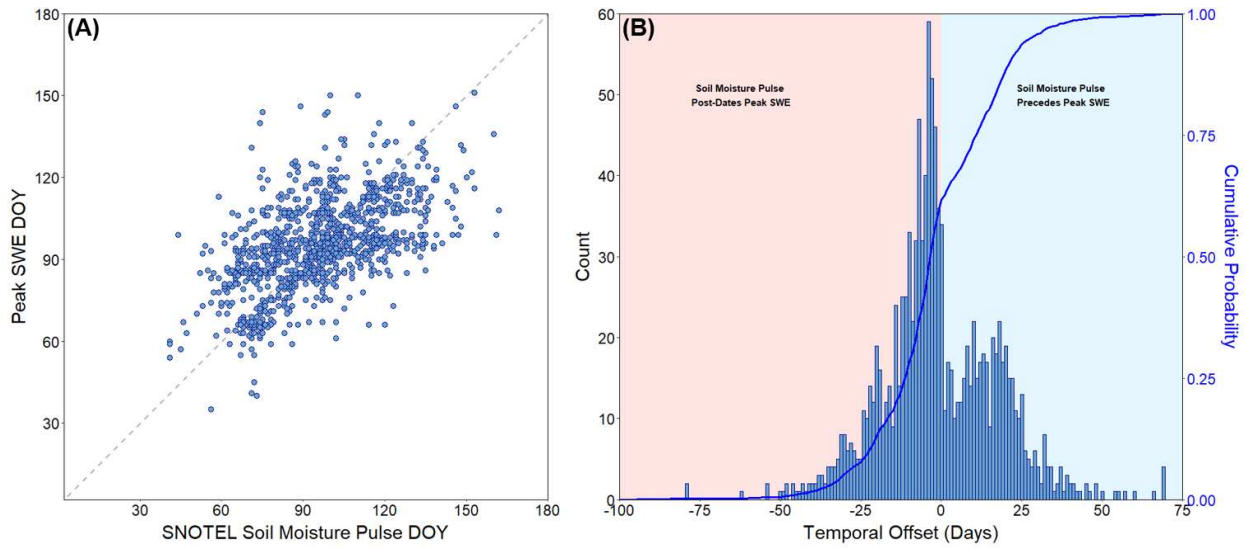 (A)
180
150
120
90
60
30
Peak SWE DOY
30 60 90 120 150 180
SNOTEL Soil Moisture Pulse DOY
(B)
60
50
40
30
20
10
0
Count
Soil Moisture Pulse
Post-Dates Peak SWE
Soil Moisture Pulse
Precedes Peak SWE
1.00
0.75
0.50
0.25
0.00
Cumulative Probability
-100 -75 -50 -25 0 25 50 75
Temporal Offset (Days)